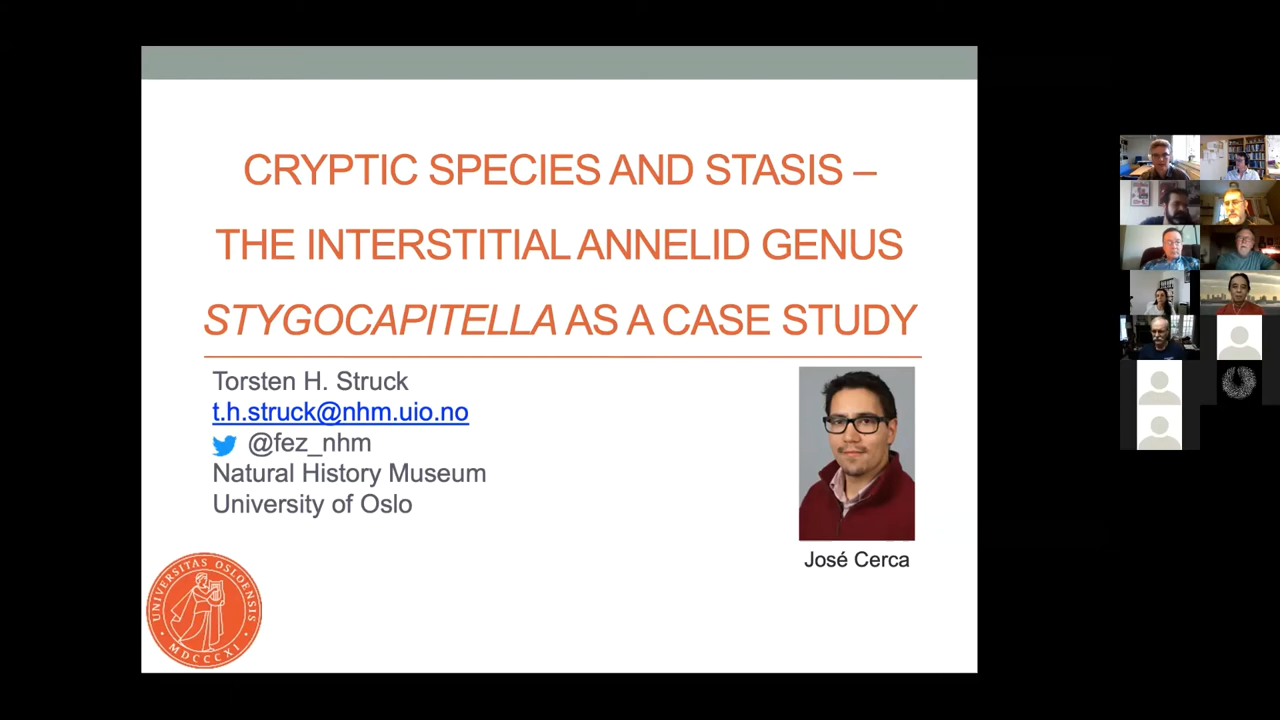 CRYPTIC SPECIES AND STASIS –
THE INTERSTITIAL ANNELID GENUS
STYGOCAPITELLA AS A CASE STUDY
Torsten H. Struck
t.h.struck@nhm.uio.no
@fez_nhm
Natural History Museum
University of Oslo
José Cerca
UNIVERSITAS OSLOENSIS
MDCCCXI